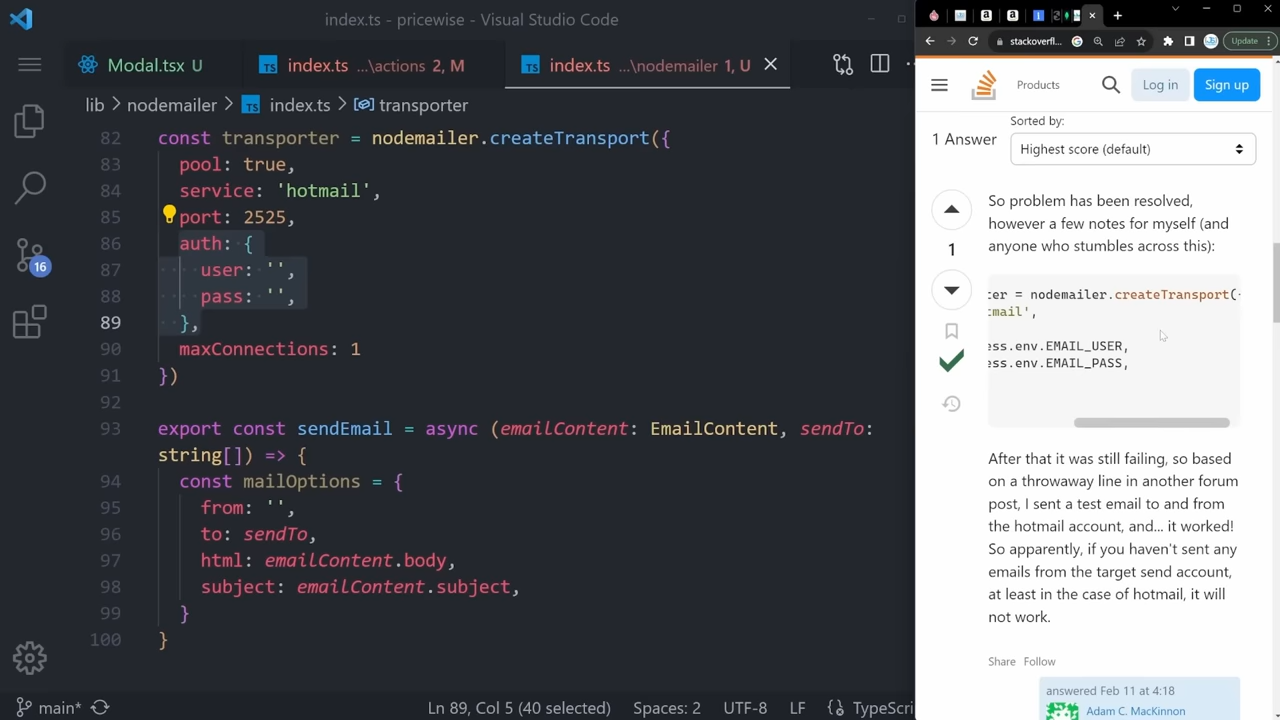 index.ts - pricewise - Visual Studio Code
Modal.tsx U
index.ts ...\actions 2, M
index.ts ...\nodemailer 1, U
lib > nodemailer > index.ts > transporter
82 const transporter = nodemailer.createTransport({
83 pool: true,
84 service: 'hotmail',
85 port: 2525,
86 auth: {
87 user: '',
88 pass: '',
89 },
90 maxConnections: 1
91 })
92
93 export const sendEmail = async (emailContent: EmailContent, sendTo:
string[]) => {
94 const mailOptions = {
95 from: '',
96 to: sendTo,
97 html: emailContent.body,
98 subject: emailContent.subject,
99 }
100 }
16
main*
Ln 89, Col 5 (40 selected)
Spaces: 2
UTF-8
LF
{} TypeScri
stackoverfl...
Update
Products
Log in
Sign up
Sorted by:
1 Answer
Highest score (default)
So problem has been resolved,
however a few notes for myself (and
anyone who stumbles across this):
1
ter = nodemailer.createTransport(
tmail',
ess.env.EMAIL_USER,
ess.env.EMAIL_PASS,
After that it was still failing, so based
on a throwaway line in another forum
post, I sent a test email to and from
the hotmail account, and... it worked!
So apparently, if you haven't sent any
emails from the target send account,
at least in the case of hotmail, it will
not work.
Share Follow
answered Feb 11 at 4:18
Adam C. MacKinnon